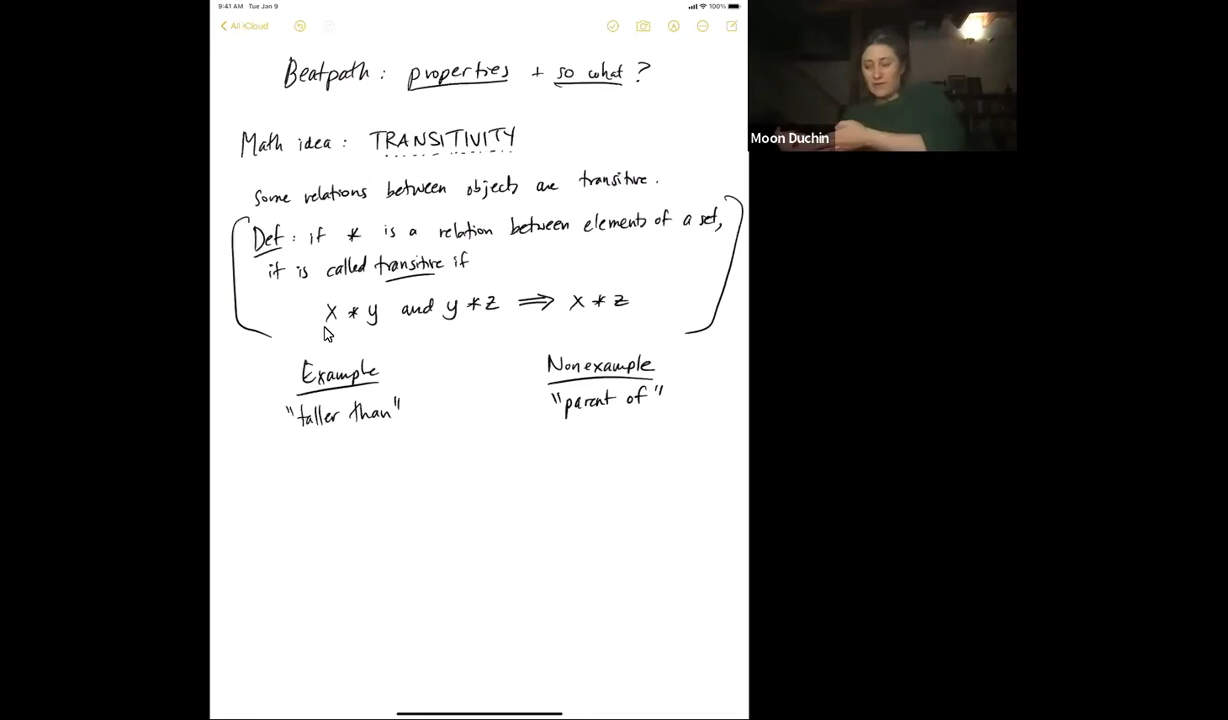 9:41 AM Tue Jan 9
100%
All iCloud
Beatpath : properties + so what ?
Math idea : TRANSITIVITY
Some relations between objects are transitive.
Def : if * is a relation between elements of a set,
it is called transitive if
x * y and y * z ⟹ x * z
Example
"taller than"
Nonexample
"parent of"
Moon Duchin